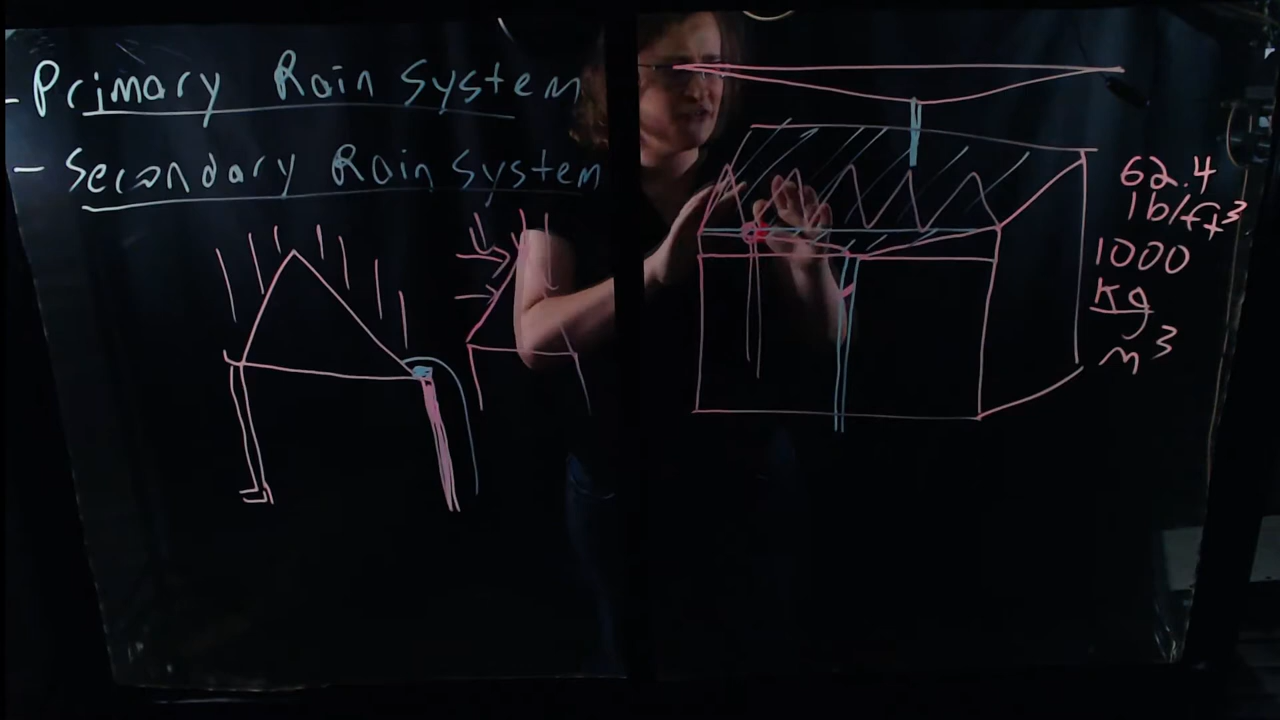 - Primary Rain System
- Secondary Rain System
62.4
lb/ft³
1000
kg
m³